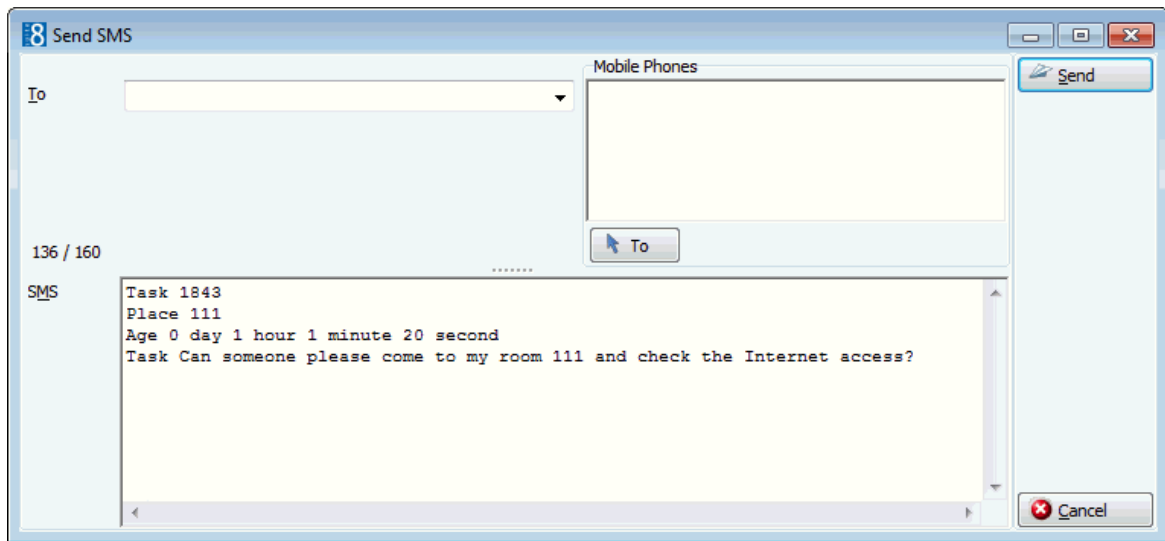 8 Send SMS
To
Mobile Phones
Send
To
136 / 160
SMS
Task 1843
Place 111
Age 0 day 1 hour 1 minute 20 second
Task Can someone please come to my room 111 and check the Internet access?
Cancel